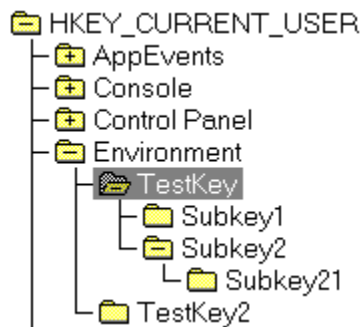 HKEY_CURRENT_USER
AppEvents
Console
Control Panel
Environment
TestKey
Subkey1
Subkey2
Subkey21
TestKey2